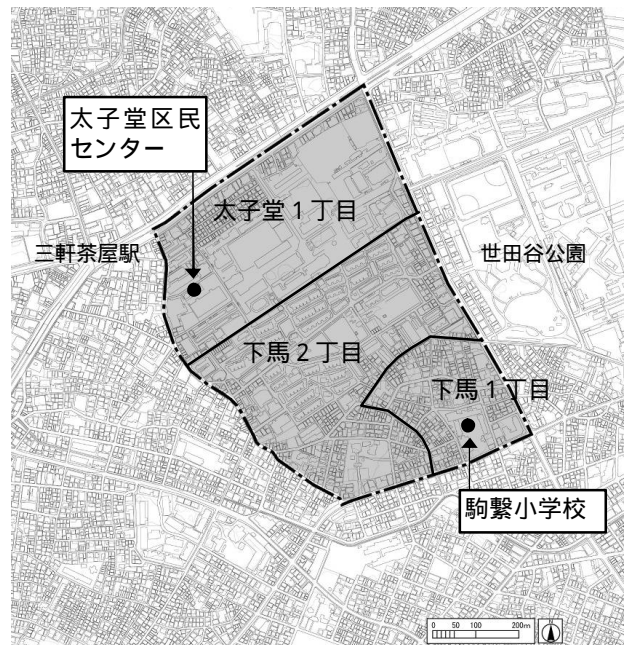 太子堂区民
センター
太子堂１丁目
三軒茶屋駅
世田谷公園
下馬２丁目
下馬１丁目
駒繋小学校
0 50 100 200m
N